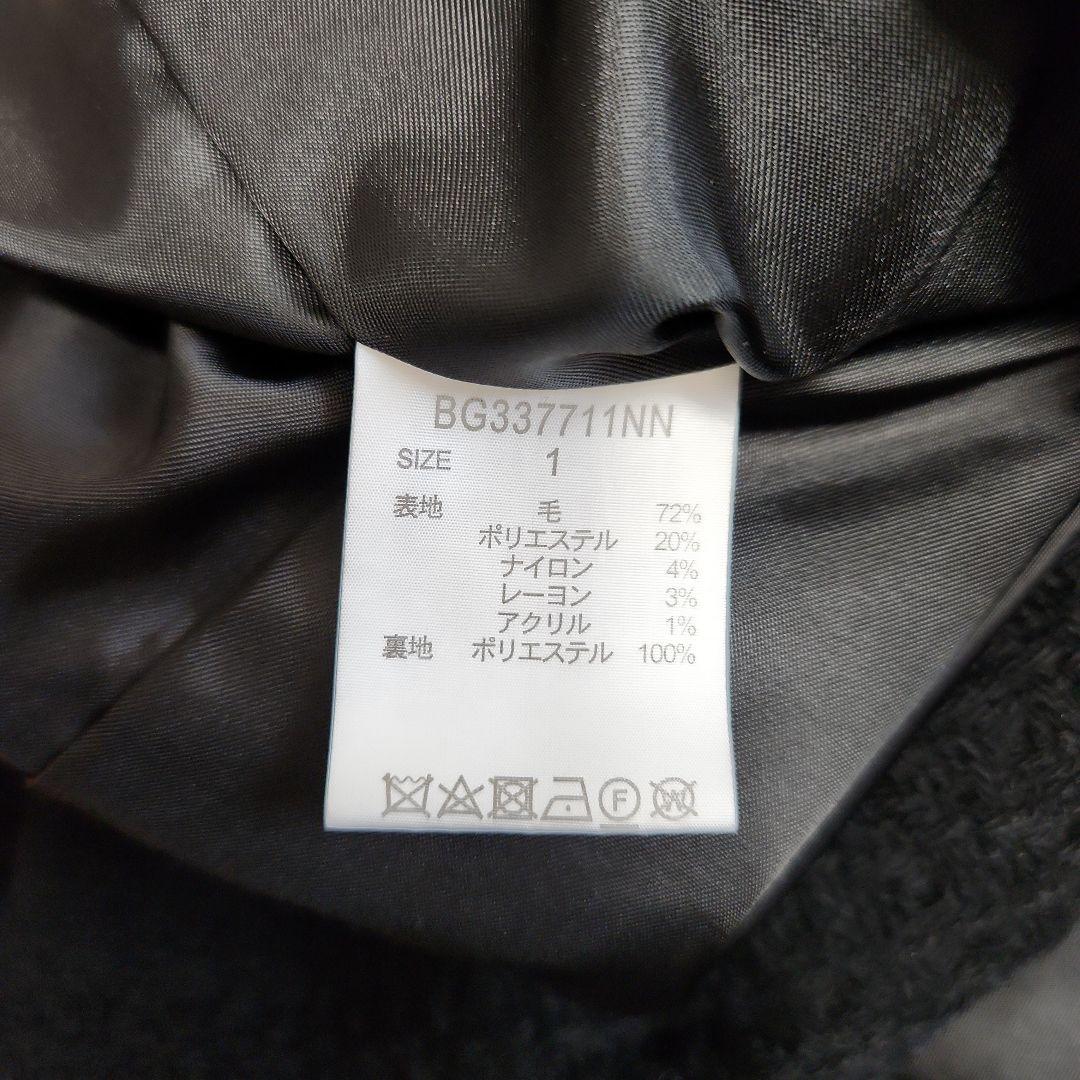 BG337711NN
SIZE 1
表地 毛 72%
ポリエステル 20%
ナイロン 4%
レーヨン 3%
アクリル 1%
裏地 ポリエステル 100%
F W